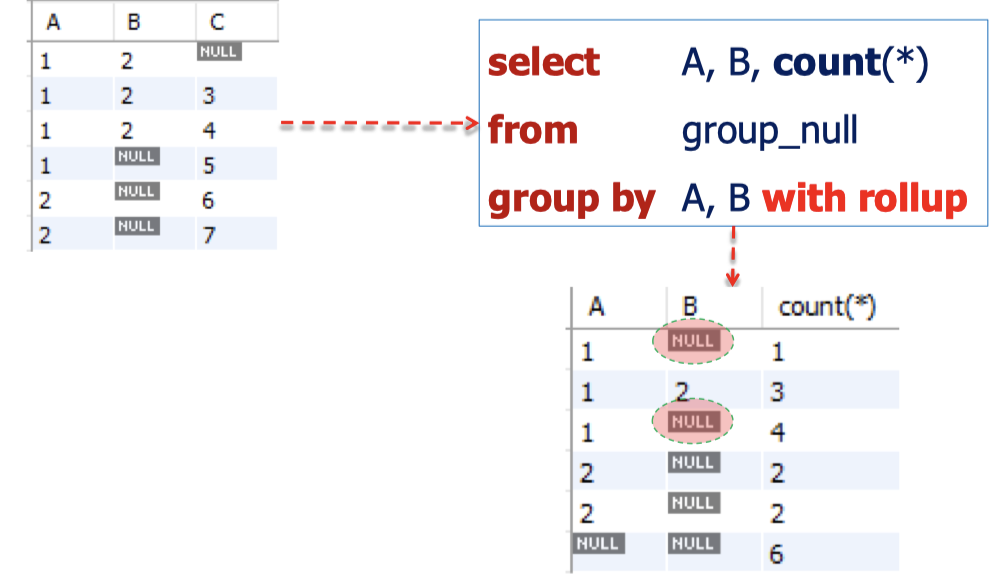 A B C
1 2 NULL
1 2 3
1 2 4
1 NULL 5
2 NULL 6
2 NULL 7
select A, B, count(*)
from group_null
group by A, B with rollup
A B count(*)
1 NULL 1
1 2 3
1 NULL 4
2 NULL 2
2 NULL 2
NULL NULL 6